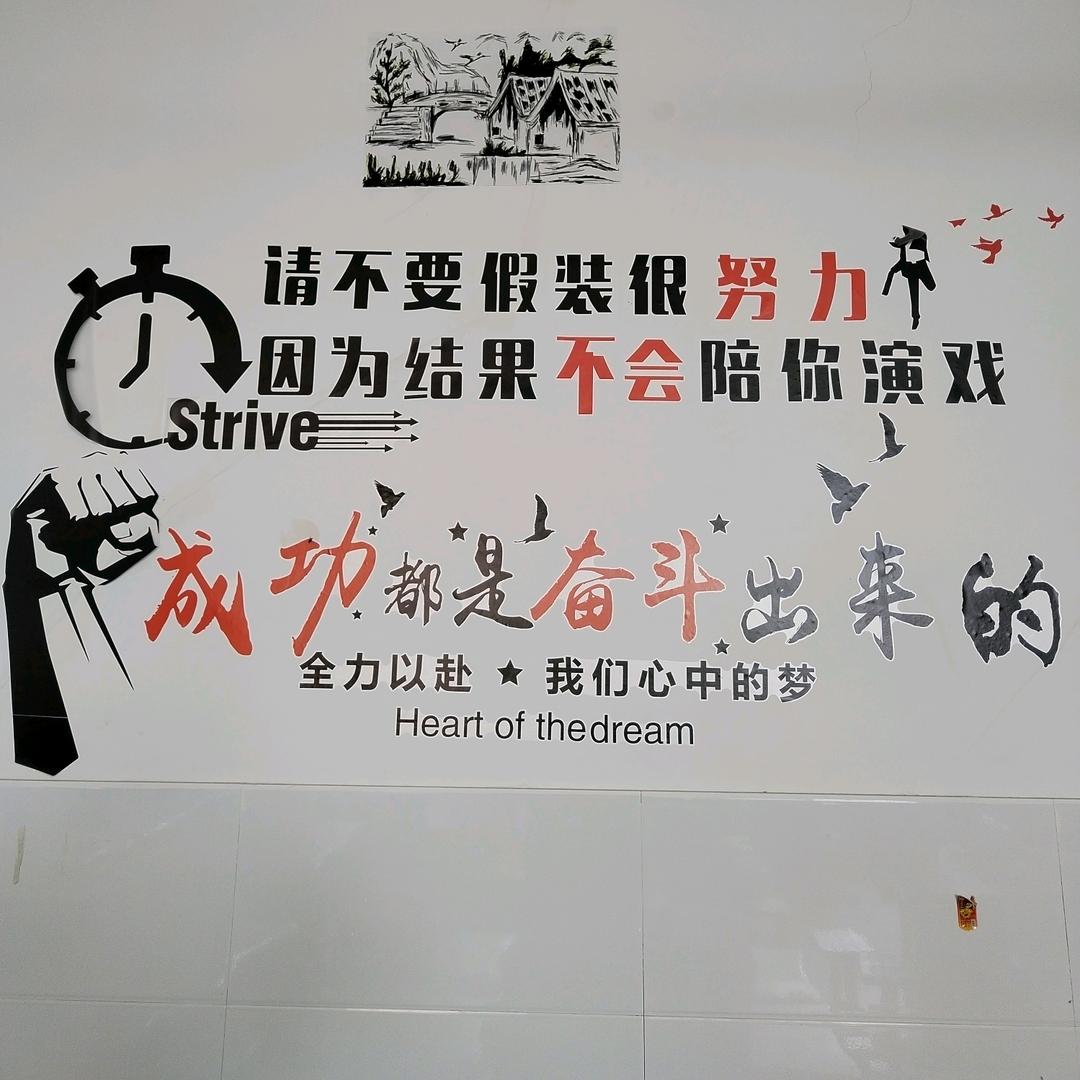 请不要假装很努力
因为结果不会陪你演戏
Strive
成功都是奋斗出来的
全力以赴★我们心中的梦
Heart of thedream